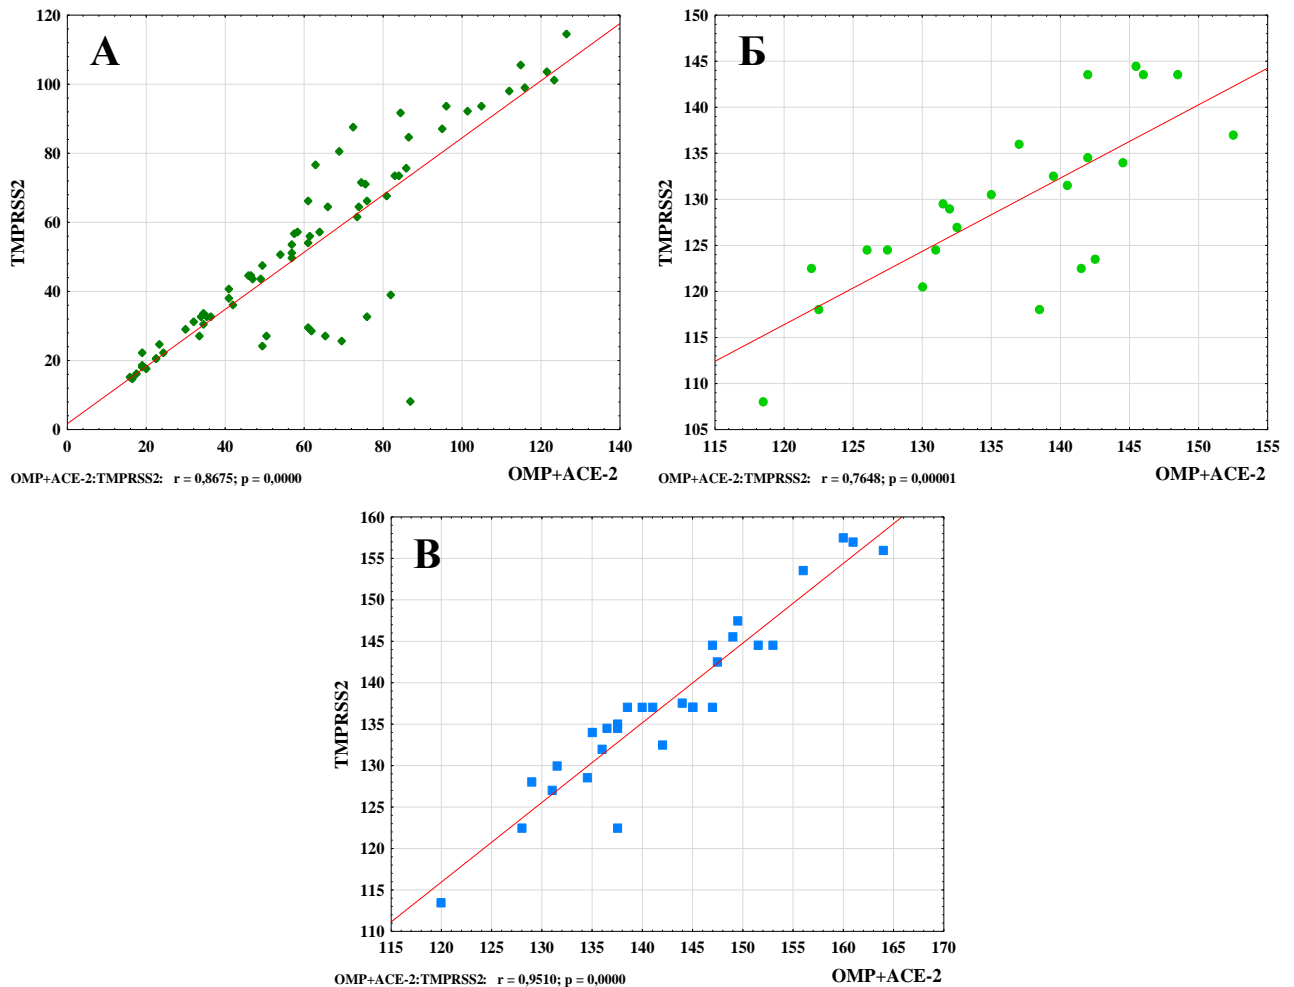 А
TMPRSS2
120
100
80
60
40
20
0
0 20 40 60 80 100 120 140
OMP+ACE-2
OMP+ACE-2:TMPRSS2: r = 0,8675; p = 0,0000
Б
TMPRSS2
150
145
140
135
130
125
120
115
110
105
115 120 125 130 135 140 145 150 155
OMP+ACE-2
OMP+ACE-2:TMPRSS2: r = 0,7648; p = 0,00001
В
TMPRSS2
160
155
150
145
140
135
130
125
120
115
110
115 120 125 130 135 140 145 150 155 160 165 170
OMP+ACE-2
OMP+ACE-2:TMPRSS2: r = 0,9510; p = 0,0000